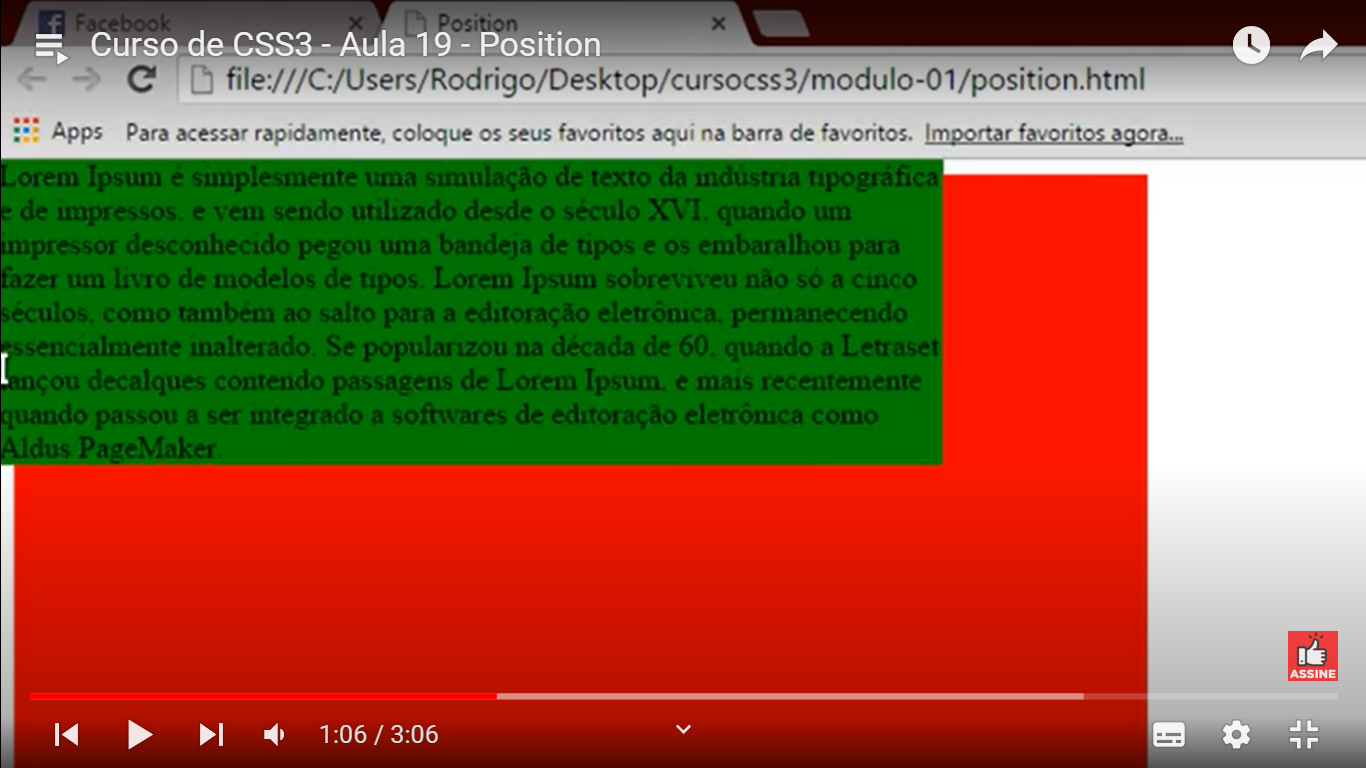 Facebook
Position
Curso de CSS3 - Aula 19 - Position
file:///C:/Users/Rodrigo/Desktop/cursocss3/modulo-01/position.html
Apps Para acessar rapidamente, coloque os seus favoritos aqui na barra de favoritos. Importar favoritos agora...
Lorem Ipsum é simplesmente uma simulação de texto da indústria tipográfica
e de impressos, e vem sendo utilizado desde o século XVI, quando um
impressor desconhecido pegou uma bandeja de tipos e os embaralhou para
fazer um livro de modelos de tipos. Lorem Ipsum sobreviveu não só a cinco
séculos, como também ao salto para a editoração eletrônica, permanecendo
essencialmente inalterado. Se popularizou na década de 60, quando a Letraset
lançou decalques contendo passagens de Lorem Ipsum, e mais recentemente
quando passou a ser integrado a softwares de editoração eletrônica como
Aldus PageMaker.
ASSINE
1:06 / 3:06